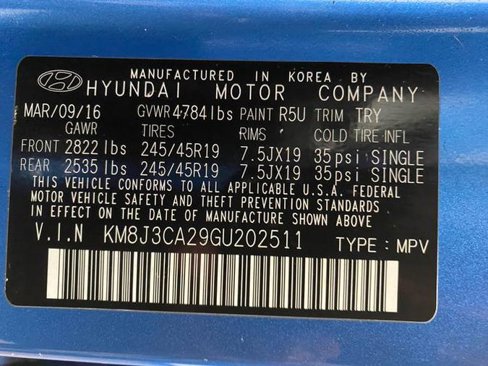 MANUFACTURED IN KOREA BY
HYUNDAI MOTOR COMPANY
MAR/09/16 GVWR 4784lbs PAINT R5U TRIM TRY
GAWR TIRES RIMS COLD TIRE INFL.
FRONT 2822 lbs 245/45R19 7.5JX19 35psi SINGLE
REAR 2535 lbs 245/45R19 7.5JX19 35psi SINGLE
THIS VEHICLE CONFORMS TO ALL APPLICABLE U.S.A. FEDERAL
MOTOR VEHICLE SAFETY AND THEFT PREVENTION STANDARDS
IN EFFECT ON THE DATE OF MANUFACTURE SHOWN ABOVE.
V.I.N KM8J3CA29GU202511 TYPE : MPV